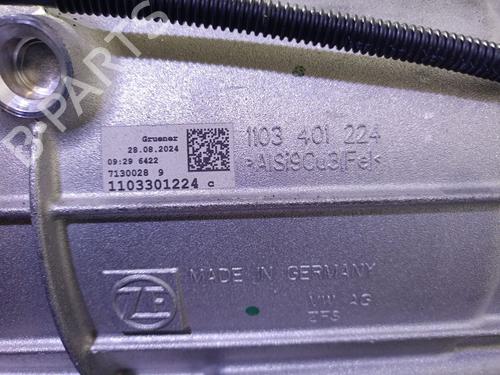 Gruener
28.08.2024
09:29 6422
7130028 9
1103301224 c
1103 401 224
>AlSi9Cu3(Fe)<
ZF
MADE IN GERMANY
VW AG
ZFS
B-PARTS